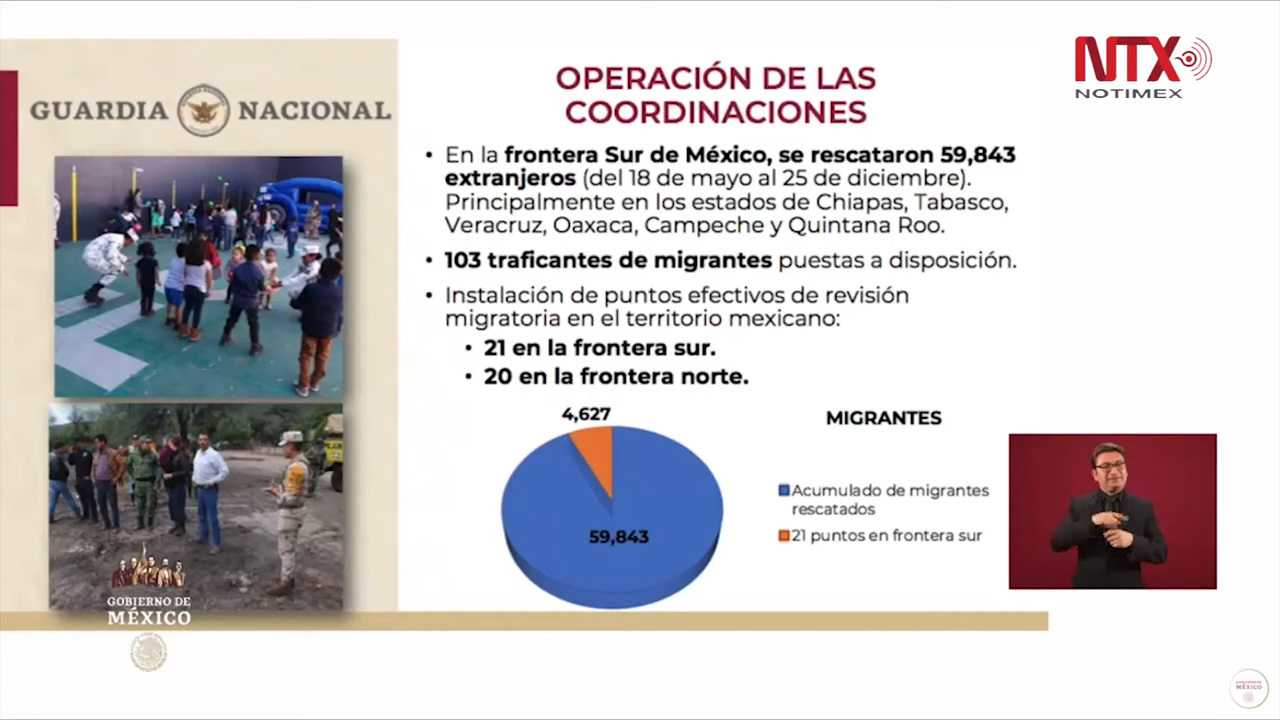 NTX
NOTIMEX
GUARDIA NACIONAL
OPERACIÓN DE LAS
COORDINACIONES
• En la frontera Sur de México, se rescataron 59,843
extranjeros (del 18 de mayo al 25 de diciembre).
Principalmente en los estados de Chiapas, Tabasco,
Veracruz, Oaxaca, Campeche y Quintana Roo.
• 103 traficantes de migrantes puestas a disposición.
• Instalación de puntos efectivos de revisión
migratoria en el territorio mexicano:
• 21 en la frontera sur.
• 20 en la frontera norte.
4,627
59,843
MIGRANTES
Acumulado de migrantes
rescatados
21 puntos en frontera sur
GOBIERNO DE
MÉXICO
GOBIERNO DE
MÉXICO